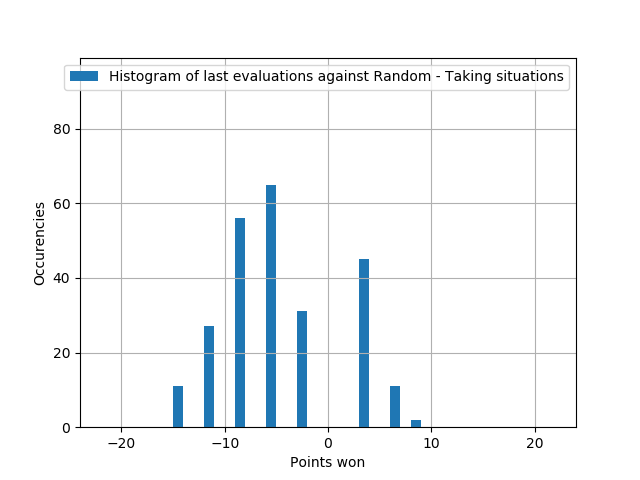 Histogram of last evaluations against Random - Taking situations
80
60
40
20
0
Occurencies
−20 −10 0 10 20
Points won